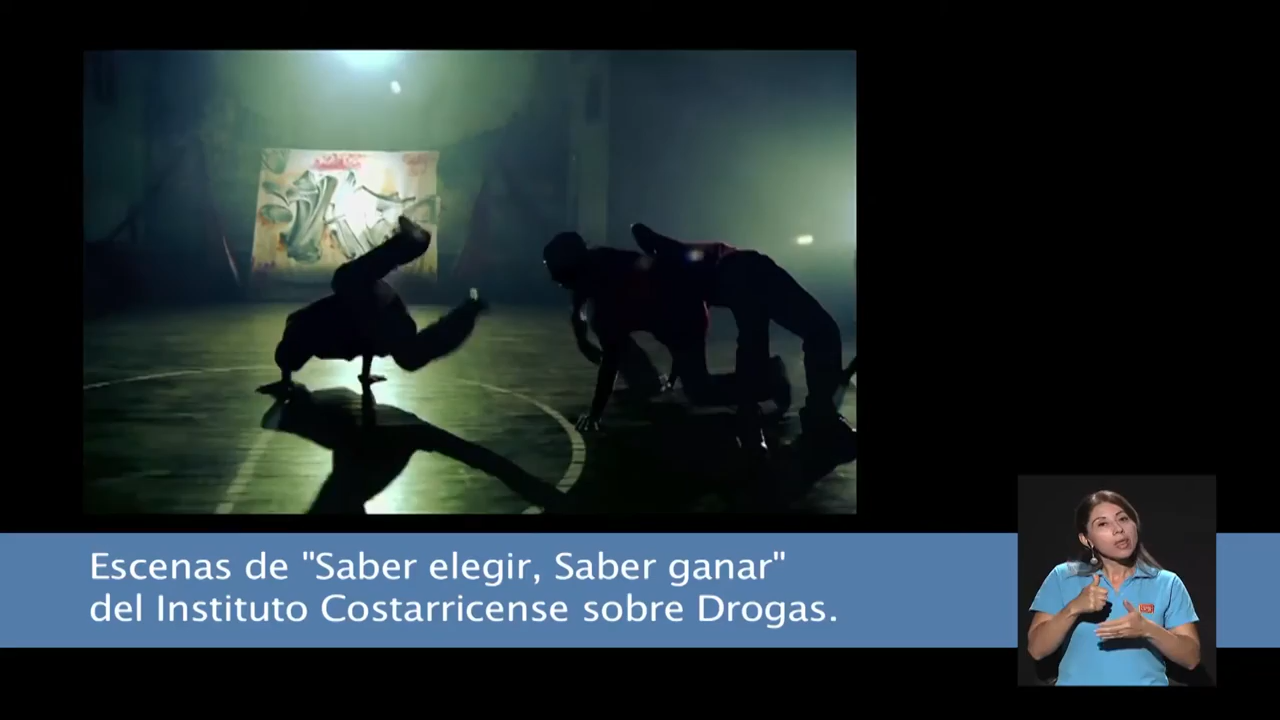 Escenas de "Saber elegir, Saber ganar"
del Instituto Costarricense sobre Drogas.